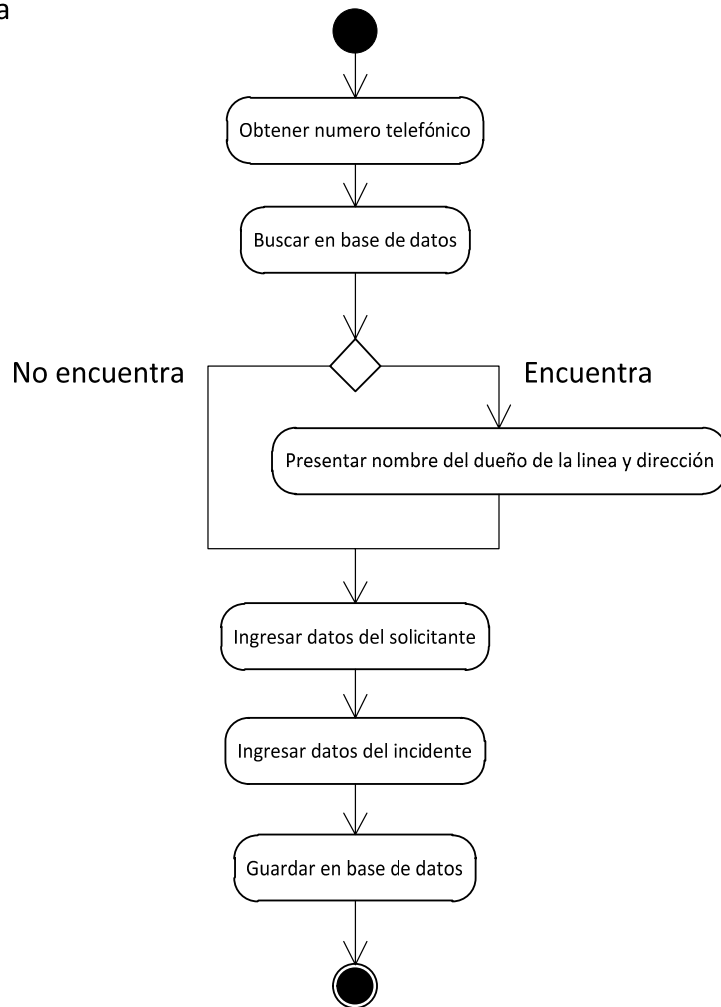 a
Obtener numero telefónico
Buscar en base de datos
No encuentra
Encuentra
Presentar nombre del dueño de la linea y dirección
Ingresar datos del solicitante
Ingresar datos del incidente
Guardar en base de datos